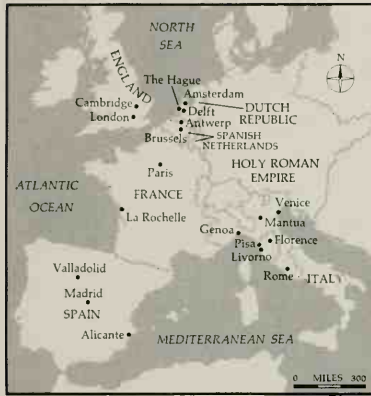 NORTH
SEA
ENGLAND
N
The Hague
Amsterdam
Cambridge
Delft
DUTCH
REPUBLIC
London
Antwerp
Brussels
SPANISH
NETHERLANDS
Paris
HOLY ROMAN
EMPIRE
ATLANTIC
OCEAN
FRANCE
La Rochelle
Venice
Mantua
Genoa
Pisa
Florence
Livorno
Valladolid
Rome
ITALY
Madrid
SPAIN
Alicante
MEDITERRANEAN SEA
0 MILES 300